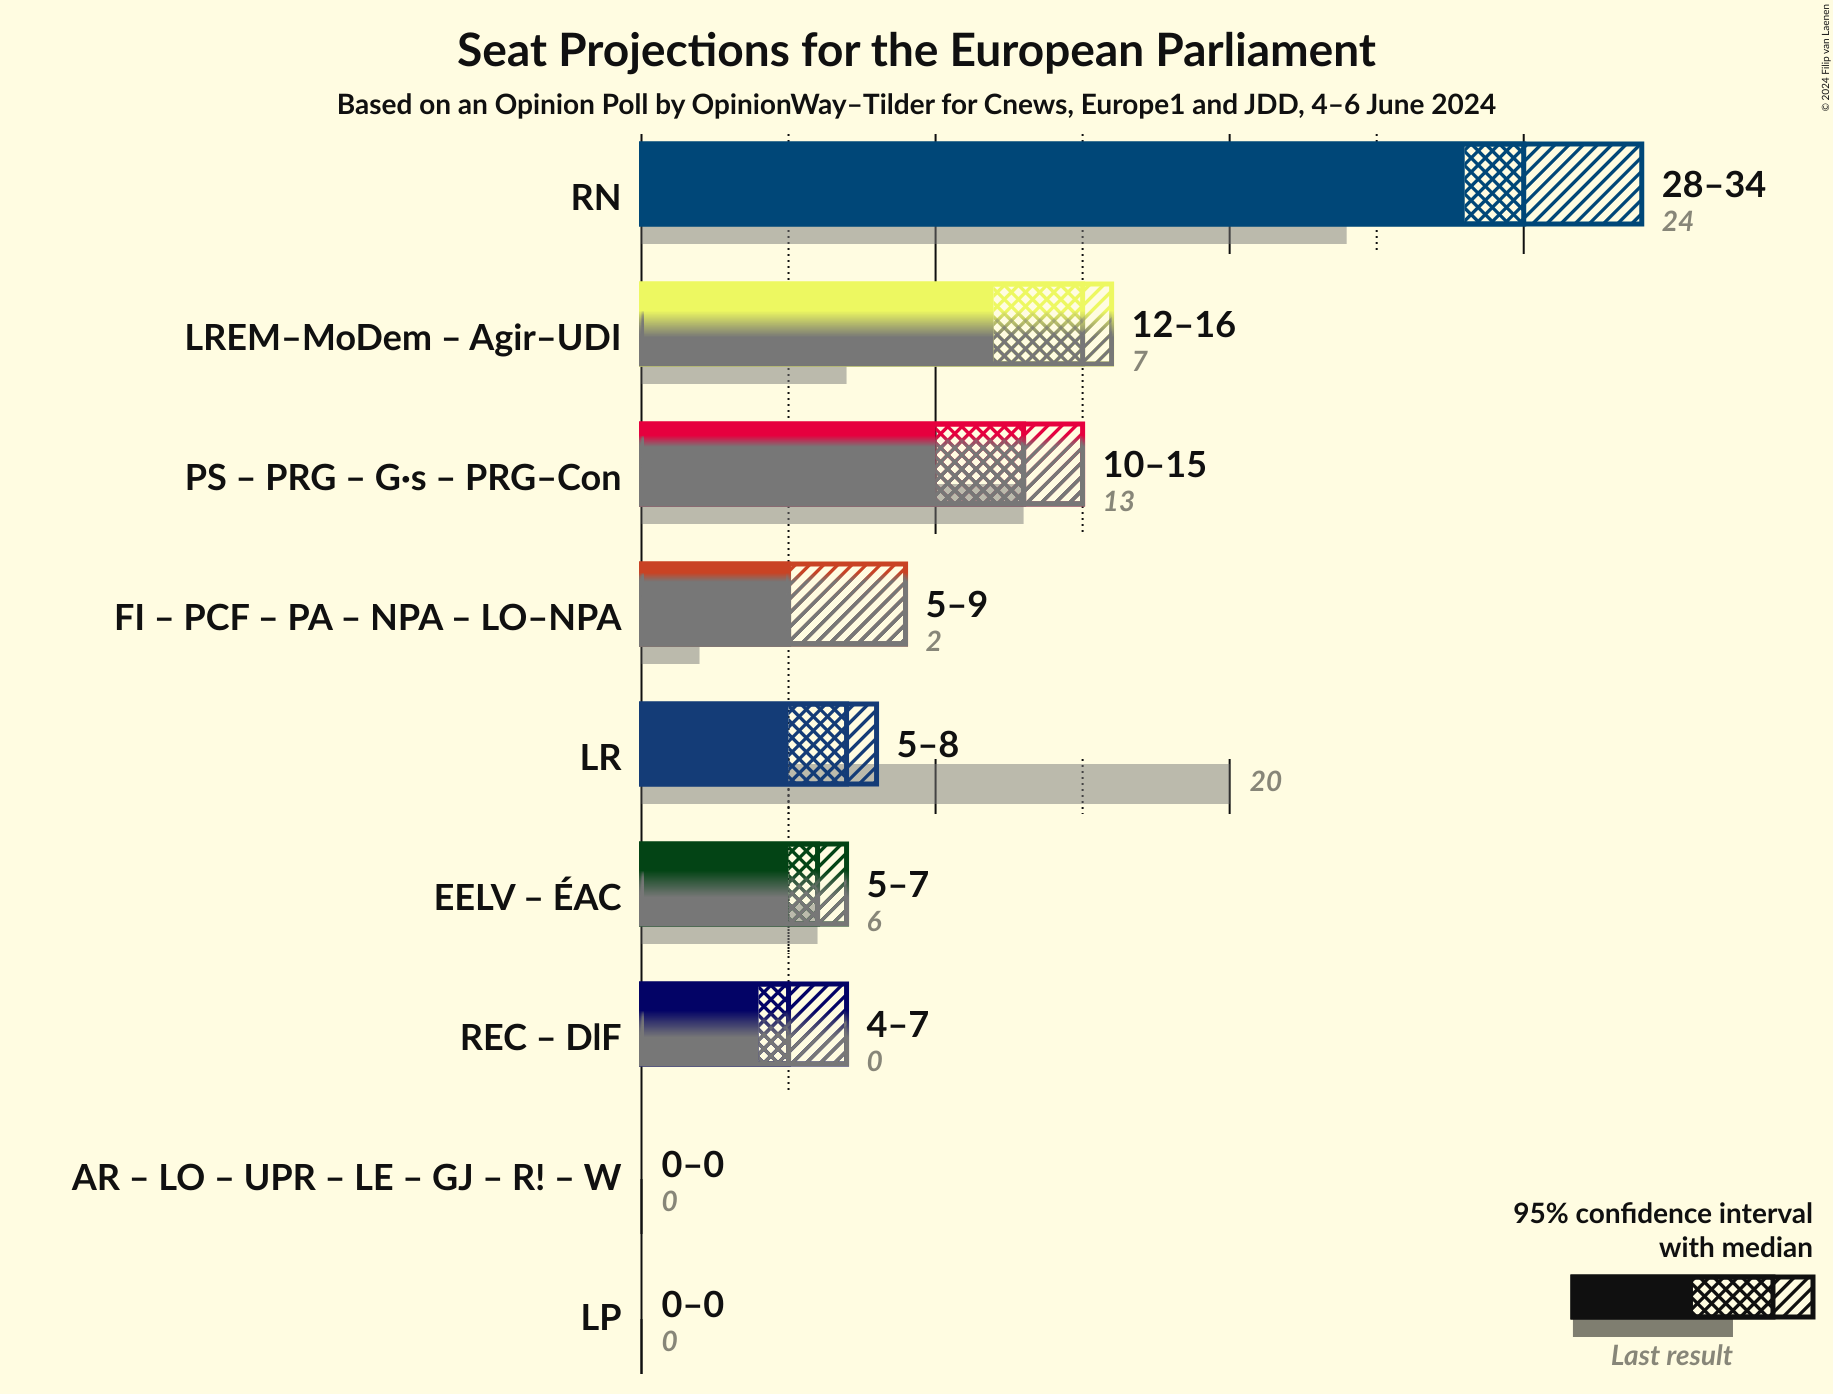 Seat Projections for the European Parliament
Based on an Opinion Poll by OpinionWay–Tilder for Cnews, Europe1 and JDD, 4–6 June 2024
© 2024 Filip van Laenen
RN
28–34
24
LREM–MoDem – Agir–UDI
12–16
7
PS – PRG – G·s – PRG–Con
10–15
13
FI – PCF – PA – NPA – LO–NPA
5–9
2
LR
5–8
20
EELV – ÉAC
5–7
6
REC – DlF
4–7
0
AR – LO – UPR – LE – GJ – R! – W
0–0
0
LP
0–0
0
95% confidence interval
with median
Last result